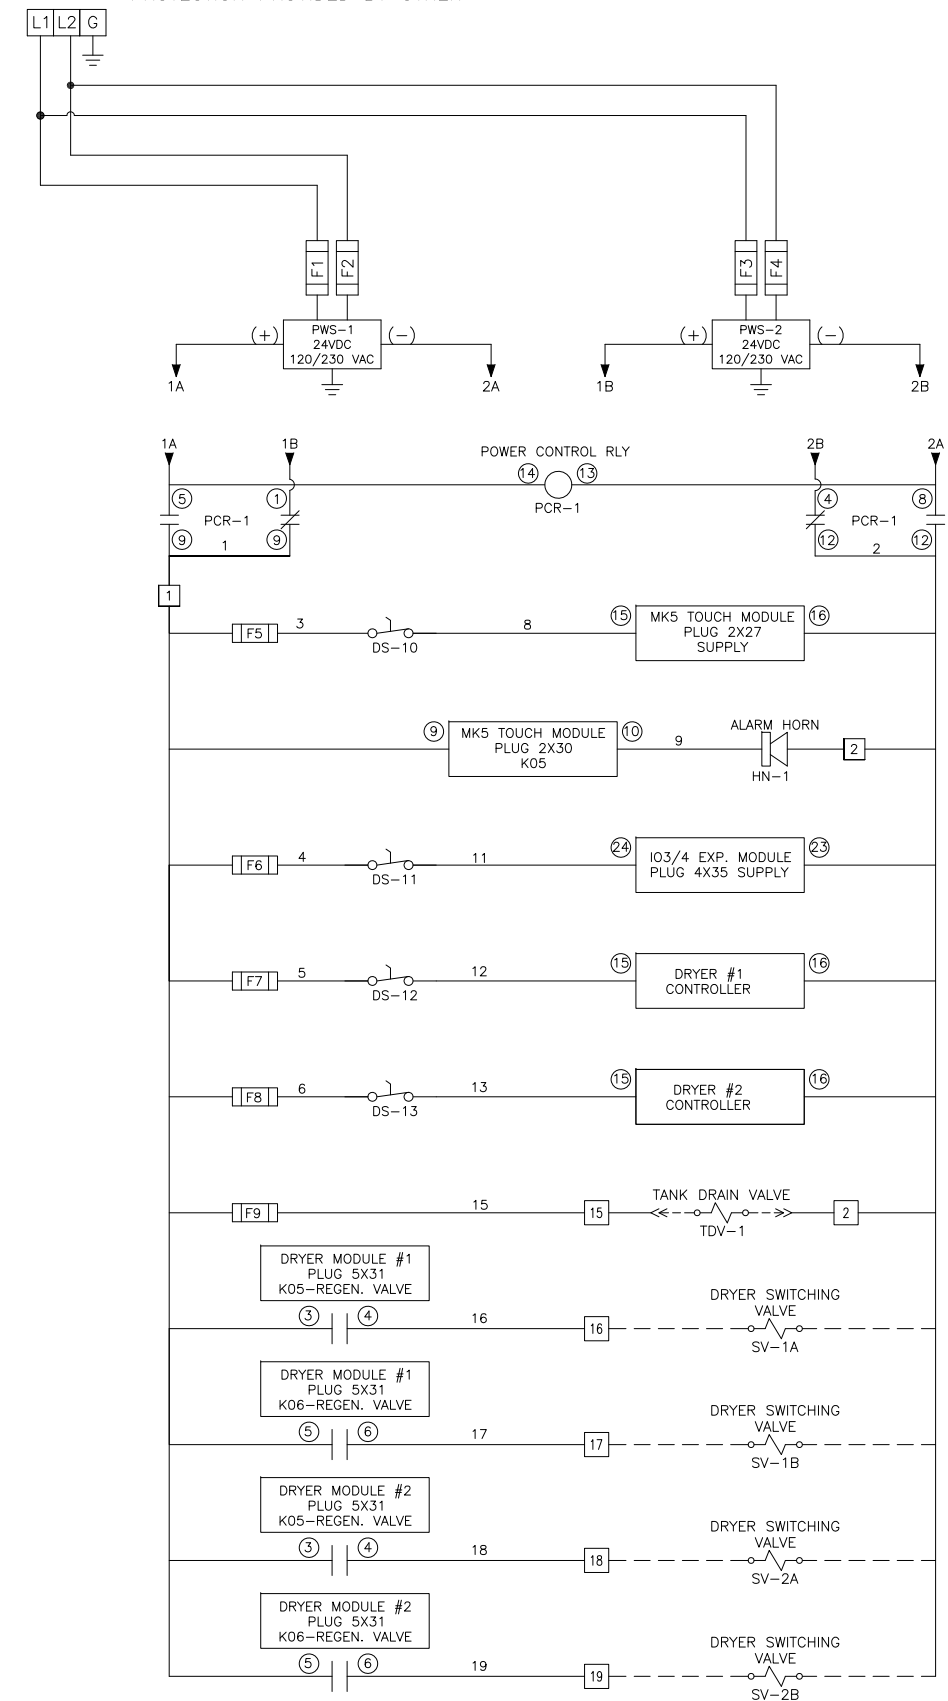 L1 L2 G
F1 F2 F3 F4
(+) PWS-1 (-)
24VDC
120/230 VAC
(+) PWS-2 (-)
24VDC
120/230 VAC
1A 2A 1B 2B
1A 1B 2B 2A
POWER CONTROL RLY
14 13
PCR-1
5 1 4 8
PCR-1 PCR-1
9 9 12 12
1 2
1
F5 3 8
DS-10
15 16
MK5 TOUCH MODULE
PLUG 2X27
SUPPLY
9 10
MK5 TOUCH MODULE
PLUG 2X30
K05
9
ALARM HORN
HN-1
2
F6 4 11
DS-11
24 23
IO3/4 EXP. MODULE
PLUG 4X35 SUPPLY
F7 5 12
DS-12
15 16
DRYER #1
CONTROLLER
F8 6 13
DS-13
15 16
DRYER #2
CONTROLLER
F9 15 15
TANK DRAIN VALVE
TDV-1
2
DRYER MODULE #1
PLUG 5X31
K05-REGEN. VALVE
3 4 16 16
DRYER SWITCHING
VALVE
SV-1A
DRYER MODULE #1
PLUG 5X31
K06-REGEN. VALVE
5 6 17 17
DRYER SWITCHING
VALVE
SV-1B
DRYER MODULE #2
PLUG 5X31
K05-REGEN. VALVE
3 4 18 18
DRYER SWITCHING
VALVE
SV-2A
DRYER MODULE #2
PLUG 5X31
K06-REGEN. VALVE
5 6 19 19
DRYER SWITCHING
VALVE
SV-2B